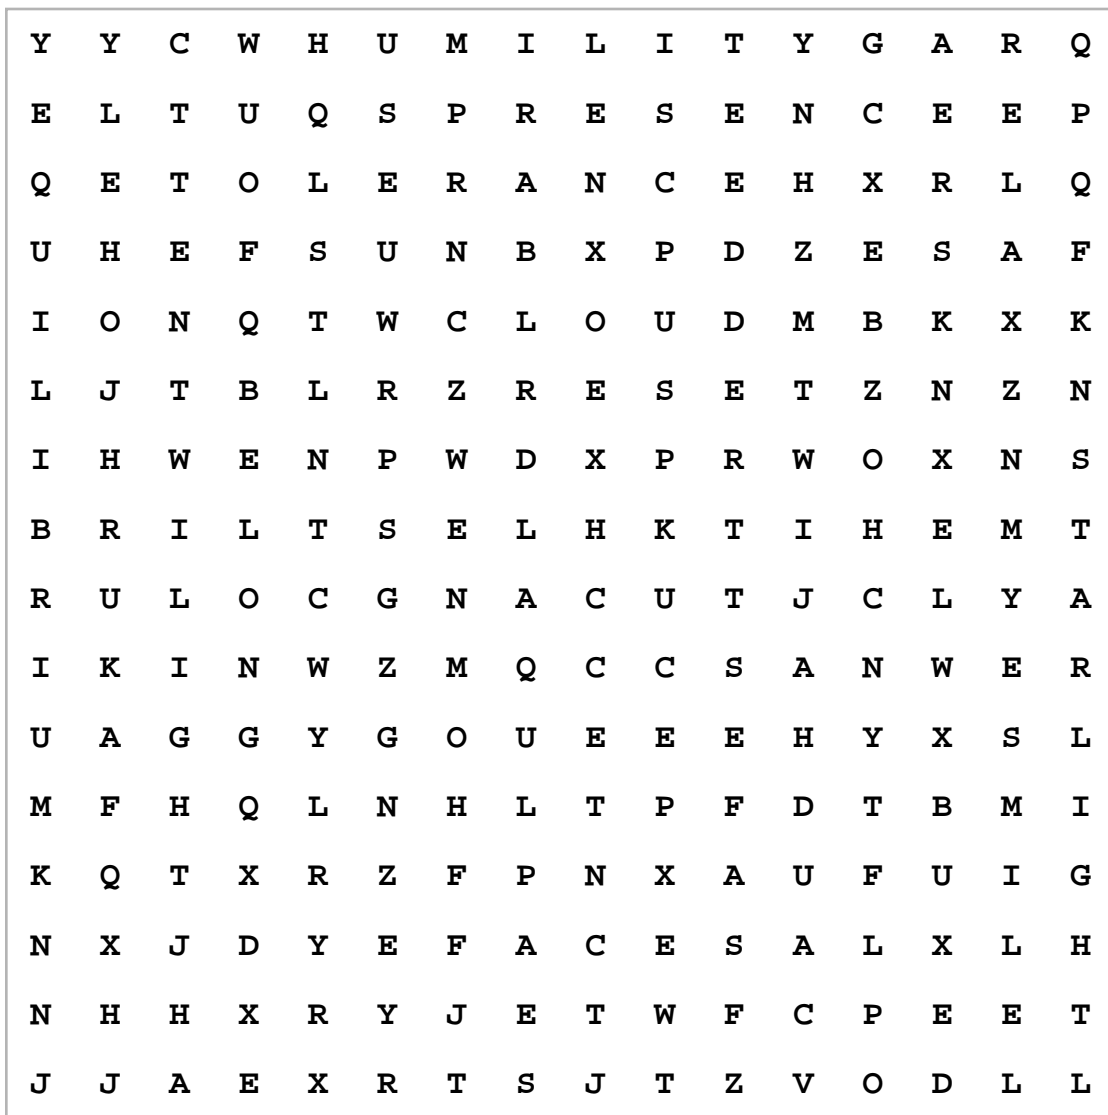 Y Y C W H U M I L I T Y G A R Q
E L T U Q S P R E S E N C E E P
Q E T O L E R A N C E H X R L Q
U H E F S U N B X P D Z E S A F
I O N Q T W C L O U D M B K X K
L J T B L R Z R E S E T Z N Z N
I H W E N P W D X P R W O X N S
B R I L T S E L H K T I H E M T
R U L O C G N A C U T J C L Y A
I K I N W Z M Q C C S A N W E R
U A G G Y G O U E E E H Y X S L
M F H Q L N H L T P F D T B M I
K Q T X R Z F P N X A U F U I G
N X J D Y E F A C E S A L X L H
N H H X R Y J E T W F C P E E T
J J A E X R T S J T Z V O D L L